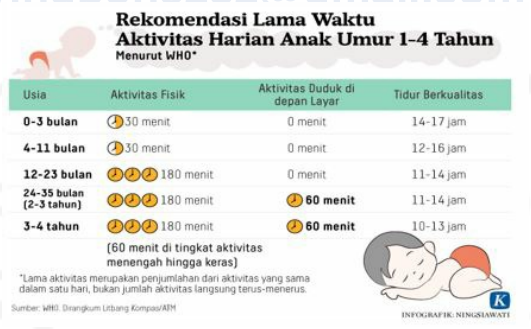 Rekomendasi Lama Waktu
Aktivitas Harian Anak Umur 1-4 Tahun
Menurut WHO*
Usia Aktivitas Fisik Aktivitas Duduk di depan Layar Tidur Berkualitas
0-3 bulan 30 menit 0 menit 14-17 jam
4-11 bulan 30 menit 0 menit 12-16 jam
12-23 bulan 180 menit 0 menit 11-14 jam
24-35 bulan (2-3 tahun) 180 menit 60 menit 11-14 jam
3-4 tahun 180 menit 60 menit 10-13 jam
(60 menit di tingkat aktivitas
menengah hingga keras)
*Lama aktivitas merupakan penjumlahan dari aktivitas yang sama
dalam satu hari, bukan jumlah aktivitas langsung terus-menerus.
Sumber: WHO. Dirangkum Litbang Kompas/ATM
K
INFOGRAFIK: NINGSIAWATI